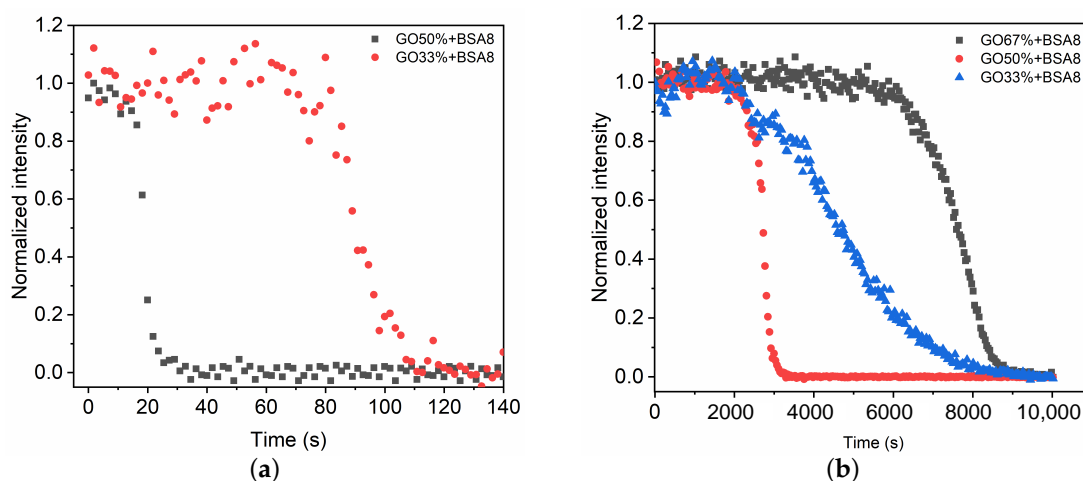 GO50%+BSA8
GO33%+BSA8
Normalized intensity
1.2
1.0
0.8
0.6
0.4
0.2
0.0
0 20 40 60 80 100 120 140
Time (s)
(a)
GO67%+BSA8
GO50%+BSA8
GO33%+BSA8
Normalized intensity
1.2
1.0
0.8
0.6
0.4
0.2
0.0
0 2000 4000 6000 8000 10,000
Time (s)
(b)